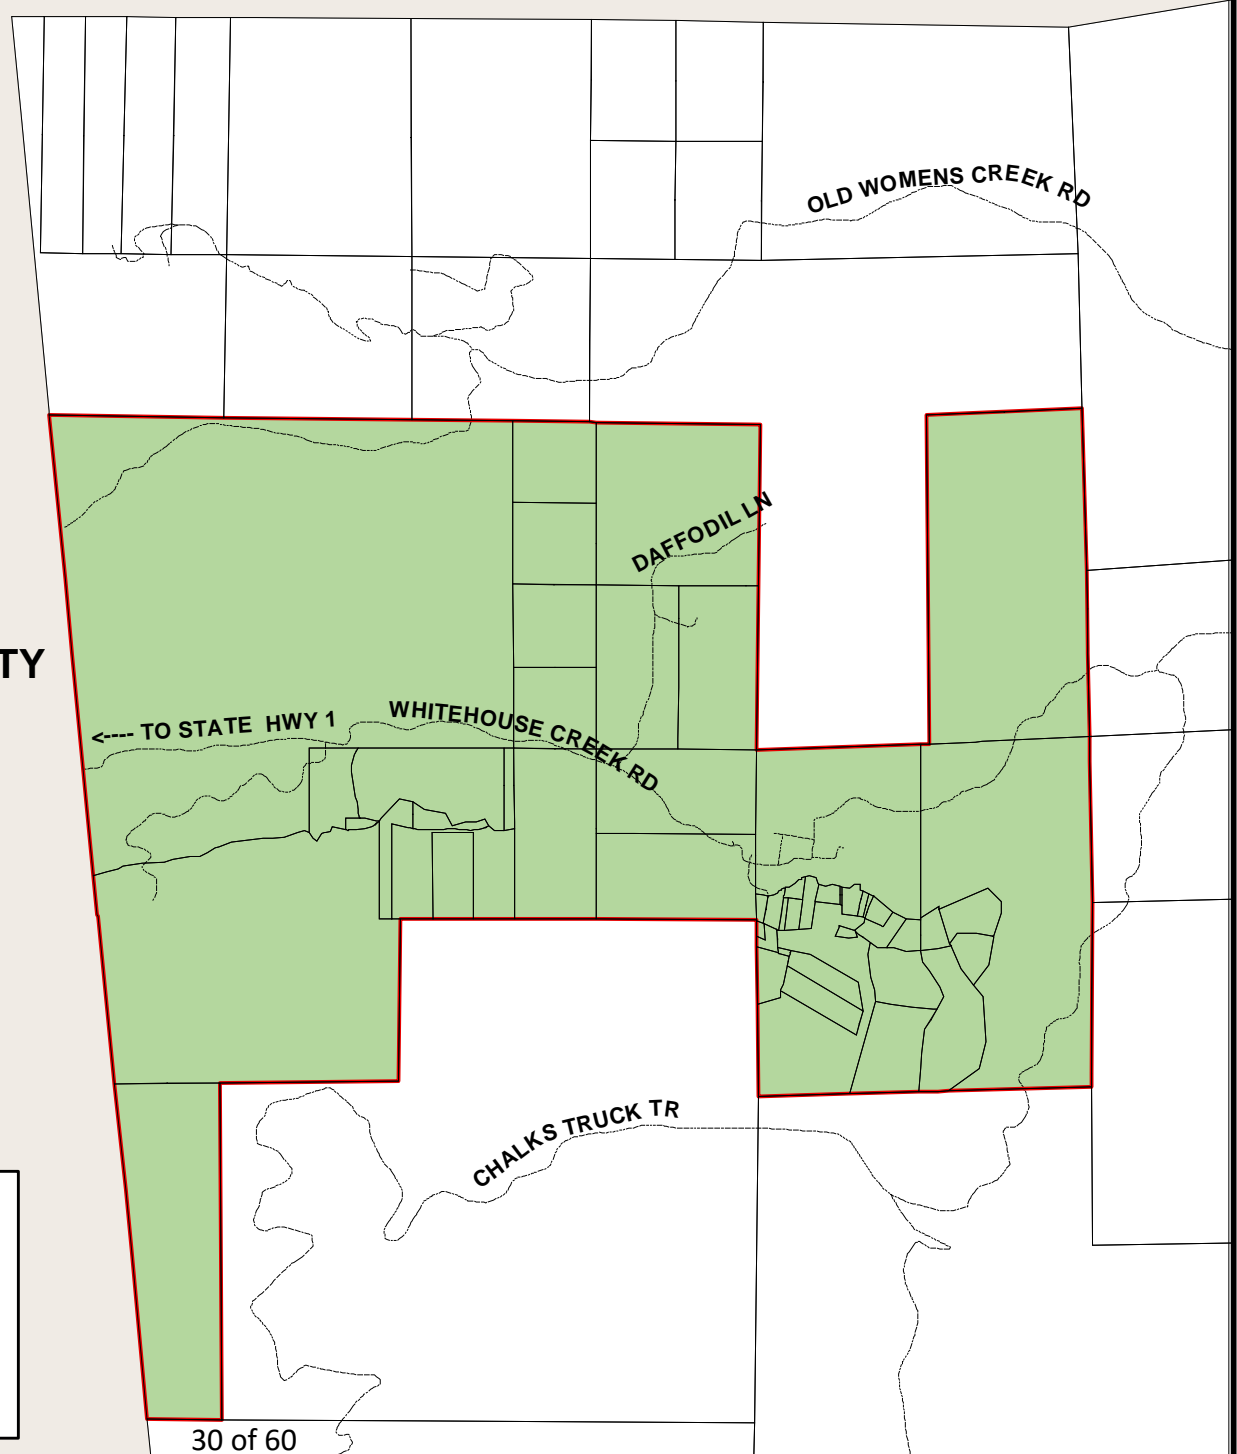 OLD WOMENS CREEK RD
DAFFODIL LN
TY
<---- TO STATE HWY 1
WHITEHOUSE CREEK RD
CHALKS TRUCK TR
30 of 60